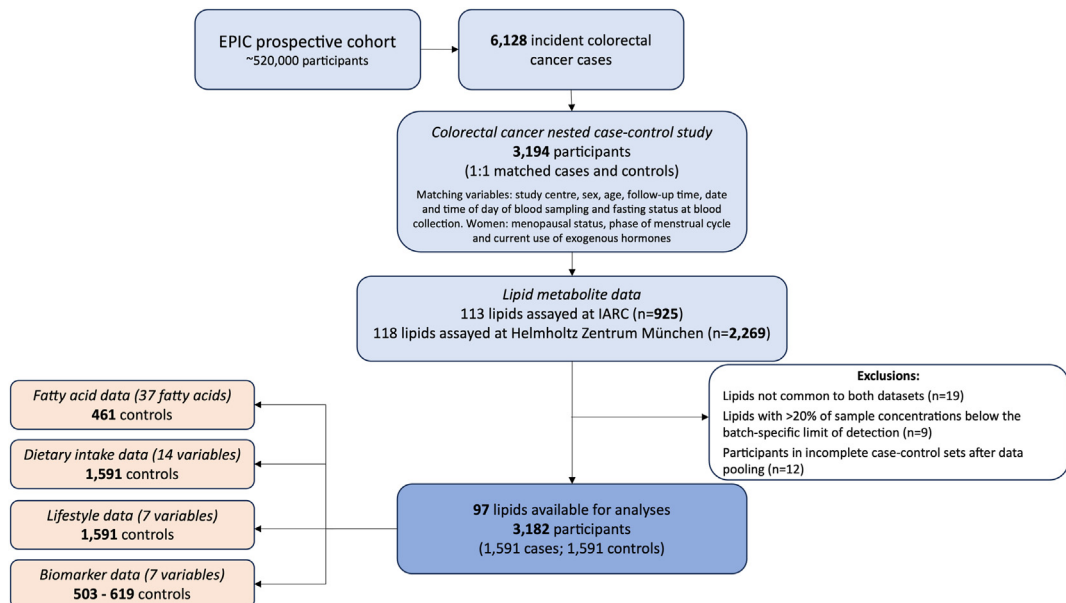 EPIC prospective cohort
~520,000 participants
6,128 incident colorectal
cancer cases
Colorectal cancer nested case-control study
3,194 participants
(1:1 matched cases and controls)
Matching variables: study centre, sex, age, follow-up time, date
and time of day of blood sampling and fasting status at blood
collection. Women: menopausal status, phase of menstrual cycle
and current use of exogenous hormones
Lipid metabolite data
113 lipids assayed at IARC (n=925)
118 lipids assayed at Helmholtz Zentrum München (n=2,269)
Exclusions:
Lipids not common to both datasets (n=19)
Lipids with >20% of sample concentrations below the
batch-specific limit of detection (n=9)
Participants in incomplete case-control sets after data
pooling (n=12)
Fatty acid data (37 fatty acids)
461 controls
Dietary intake data (14 variables)
1,591 controls
Lifestyle data (7 variables)
1,591 controls
Biomarker data (7 variables)
503 - 619 controls
97 lipids available for analyses
3,182 participants
(1,591 cases; 1,591 controls)